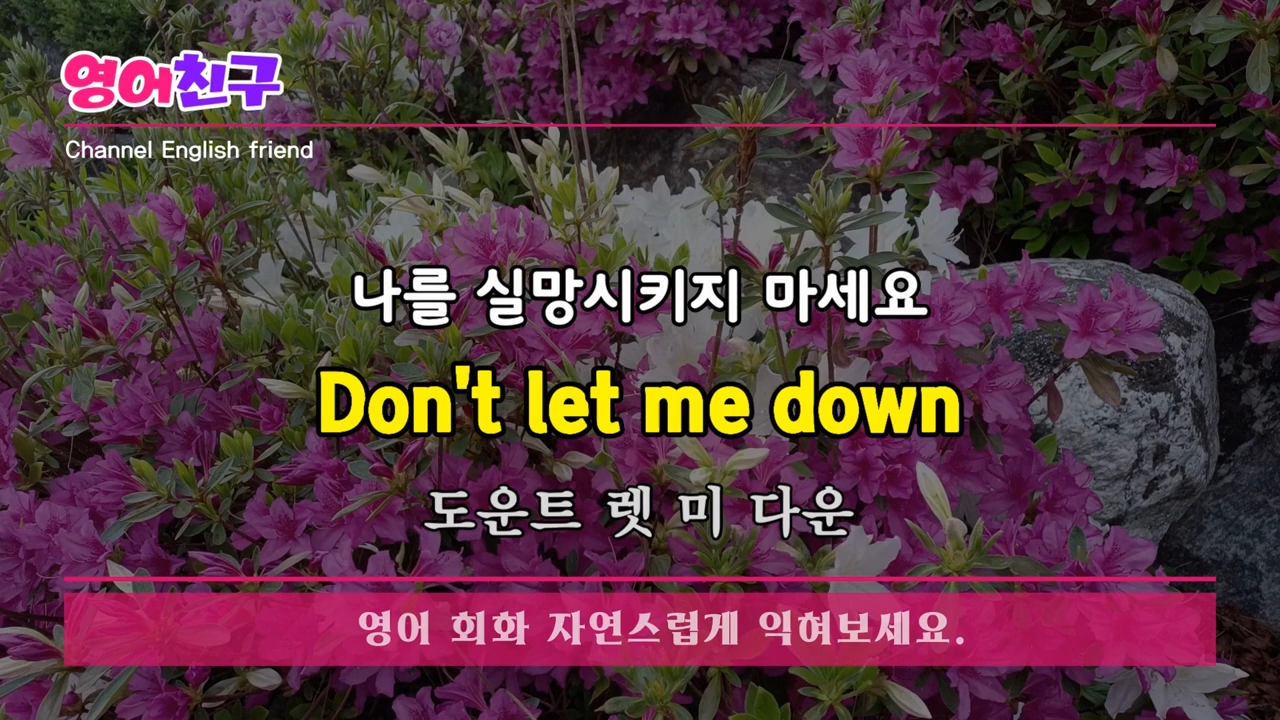 영어친구
Channel English friend
나를 실망시키지 마세요
Don't let me down
도운트 렛 미 다운
영어 회화 자연스럽게 익혀보세요.